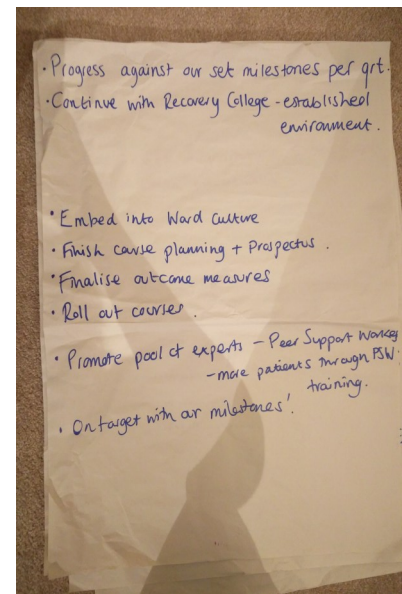 · Progress against our set milestones per qrt.
· Continue with Recovery College - established
environment.
· Embed into Ward Culture
· Finish course planning + Prospectus.
· Finalise outcome measures
· Roll out courses.
· Promote pool of experts - Peer Support Workers
- more patients through PSW.
training.
· On target with our milestones!